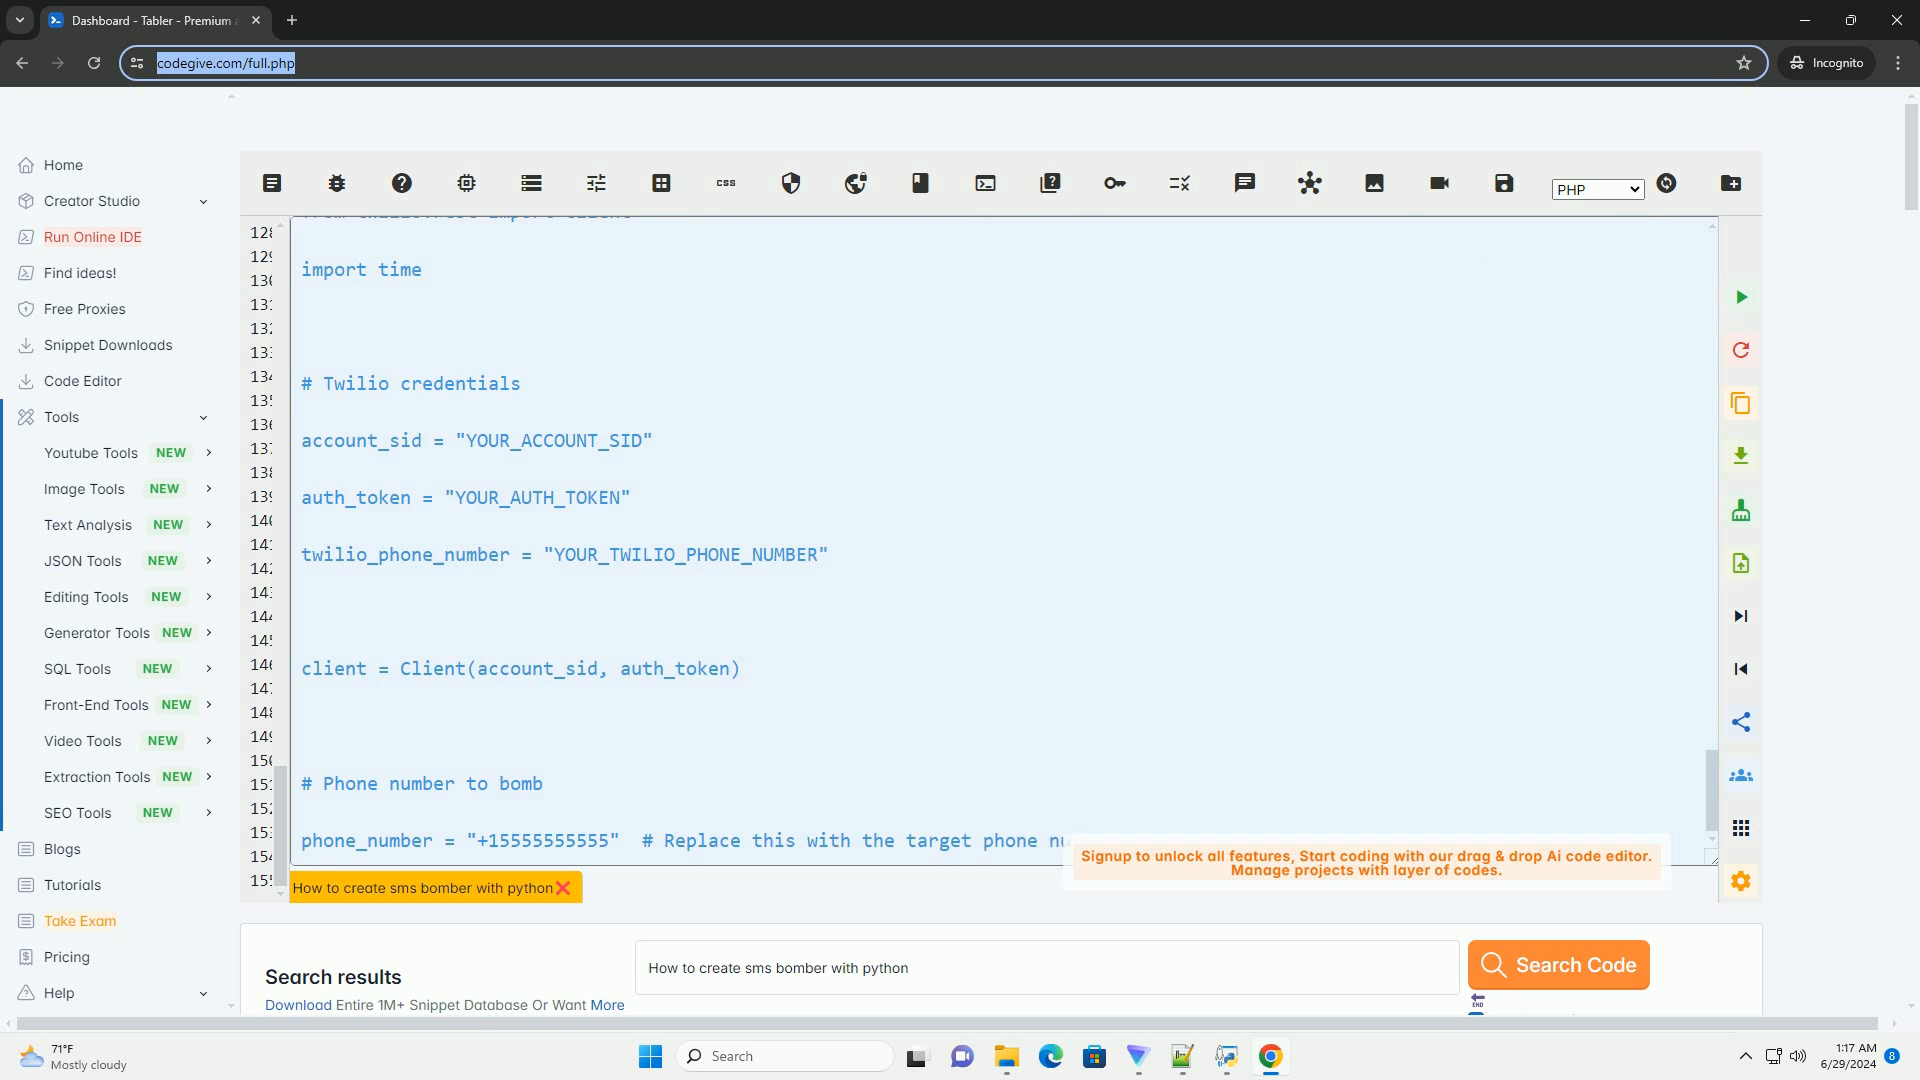 Dashboard - Tabler - Premium
codegive.com/full.php
Incognito
Home
Creator Studio
Run Online IDE
Find ideas!
Free Proxies
Snippet Downloads
Code Editor
Tools
Youtube Tools NEW
Image Tools NEW
Text Analysis NEW
JSON Tools NEW
Editing Tools NEW
Generator Tools NEW
SQL Tools NEW
Front-End Tools NEW
Video Tools NEW
Extraction Tools NEW
SEO Tools NEW
Blogs
Tutorials
Take Exam
Pricing
Help
css
PHP
import time
# Twilio credentials
account_sid = "YOUR_ACCOUNT_SID"
auth_token = "YOUR_AUTH_TOKEN"
twilio_phone_number = "YOUR_TWILIO_PHONE_NUMBER"
client = Client(account_sid, auth_token)
# Phone number to bomb
phone_number = "+15555555555" # Replace this with the target phone
Signup to unlock all features, Start coding with our drag & drop Ai code editor.
Manage projects with layer of codes.
How to create sms bomber with python
Search results
Download Entire 1M+ Snippet Database Or Want More
How to create sms bomber with python
Search Code
END
71°F
Mostly cloudy
Search
1:17 AM
6/29/2024
8